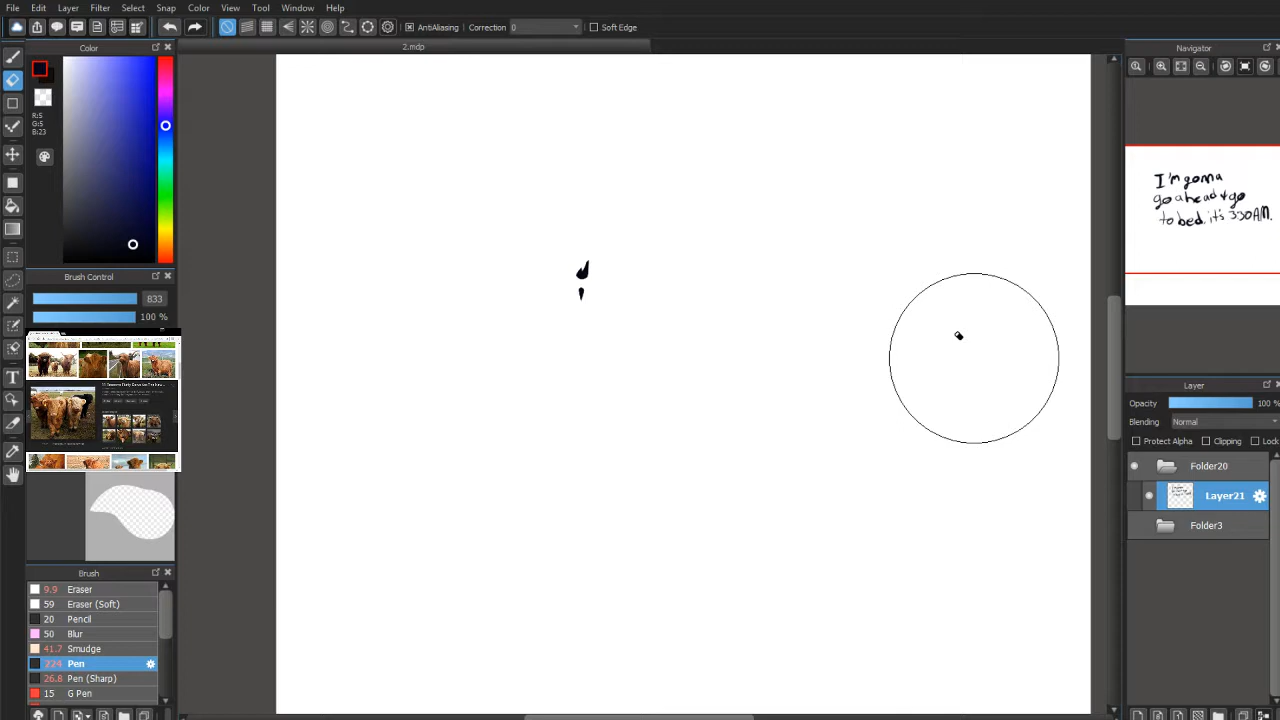 File Edit Layer Filter Select Snap Color View Tool Window Help
AntiAliasing Correction 0 Soft Edge
2.mdp
Color
R:5
G:5
B:23
Brush Control
833
100 %
Brush
9.9 Eraser
59 Eraser (Soft)
20 Pencil
50 Blur
41.7 Smudge
224 Pen
26.8 Pen (Sharp)
15 G Pen
Navigator
I'm gonna
go ahead + go
to bed, it's 330AM.
Layer
Opacity 100 %
Blending Normal
Protect Alpha Clipping Lock
Folder20
Layer21
Folder3